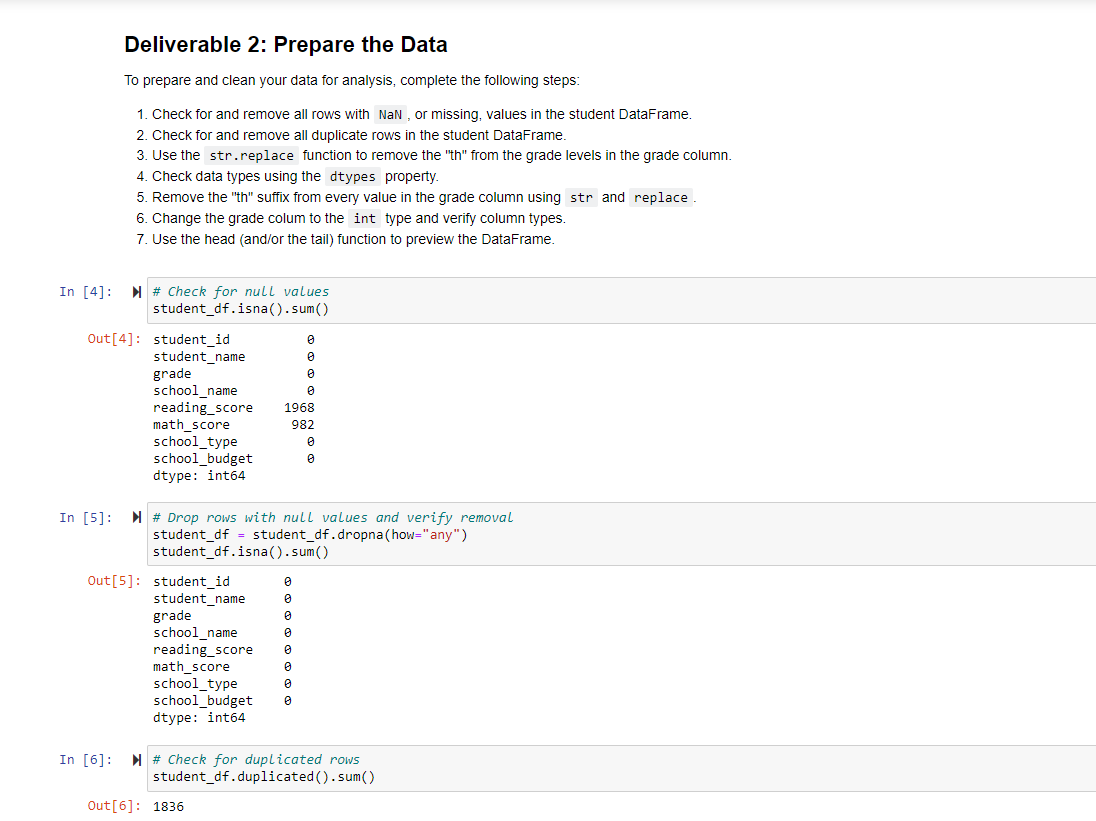 Deliverable 2: Prepare the Data
To prepare and clean your data for analysis, complete the following steps:
1. Check for and remove all rows with NaN , or missing, values in the student DataFrame.
2. Check for and remove all duplicate rows in the student DataFrame.
3. Use the str.replace function to remove the "th" from the grade levels in the grade column.
4. Check data types using the dtypes property.
5. Remove the "th" suffix from every value in the grade column using str and replace .
6. Change the grade colum to the int type and verify column types.
7. Use the head (and/or the tail) function to preview the DataFrame.
In [4]: # Check for null values
student_df.isna().sum()
Out[4]: student_id 0
student_name 0
grade 0
school_name 0
reading_score 1968
math_score 982
school_type 0
school_budget 0
dtype: int64
In [5]: # Drop rows with null values and verify removal
student_df = student_df.dropna(how="any")
student_df.isna().sum()
Out[5]: student_id 0
student_name 0
grade 0
school_name 0
reading_score 0
math_score 0
school_type 0
school_budget 0
dtype: int64
In [6]: # Check for duplicated rows
student_df.duplicated().sum()
Out[6]: 1836